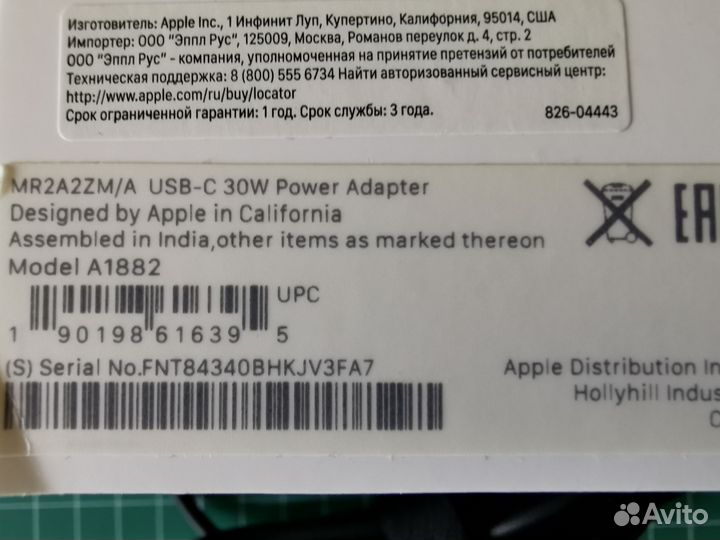 Изготовитель: Apple Inc., 1 Инфинит Луп, Купертино, Калифорния, 95014, США
Импортер: ООО "Эппл Рус", 125009, Москва, Романов переулок д. 4, стр. 2
ООО "Эппл Рус" - компания, уполномоченная на принятие претензий от потребителей
Техническая поддержка: 8 (800) 555 6734 Найти авторизованный сервисный центр:
http://www.apple.com/ru/buy/locator
Срок ограниченной гарантии: 1 год. Срок службы: 3 года. 826-04443
MR2A2ZM/A USB-C 30W Power Adapter
Designed by Apple in California
Assembled in India,other items as marked thereon
Model A1882
UPC
1 90198 61639 5
(S) Serial No.FNT84340BHKJV3FA7
EAC
Apple Distribution In
Hollyhill Indus
Avito